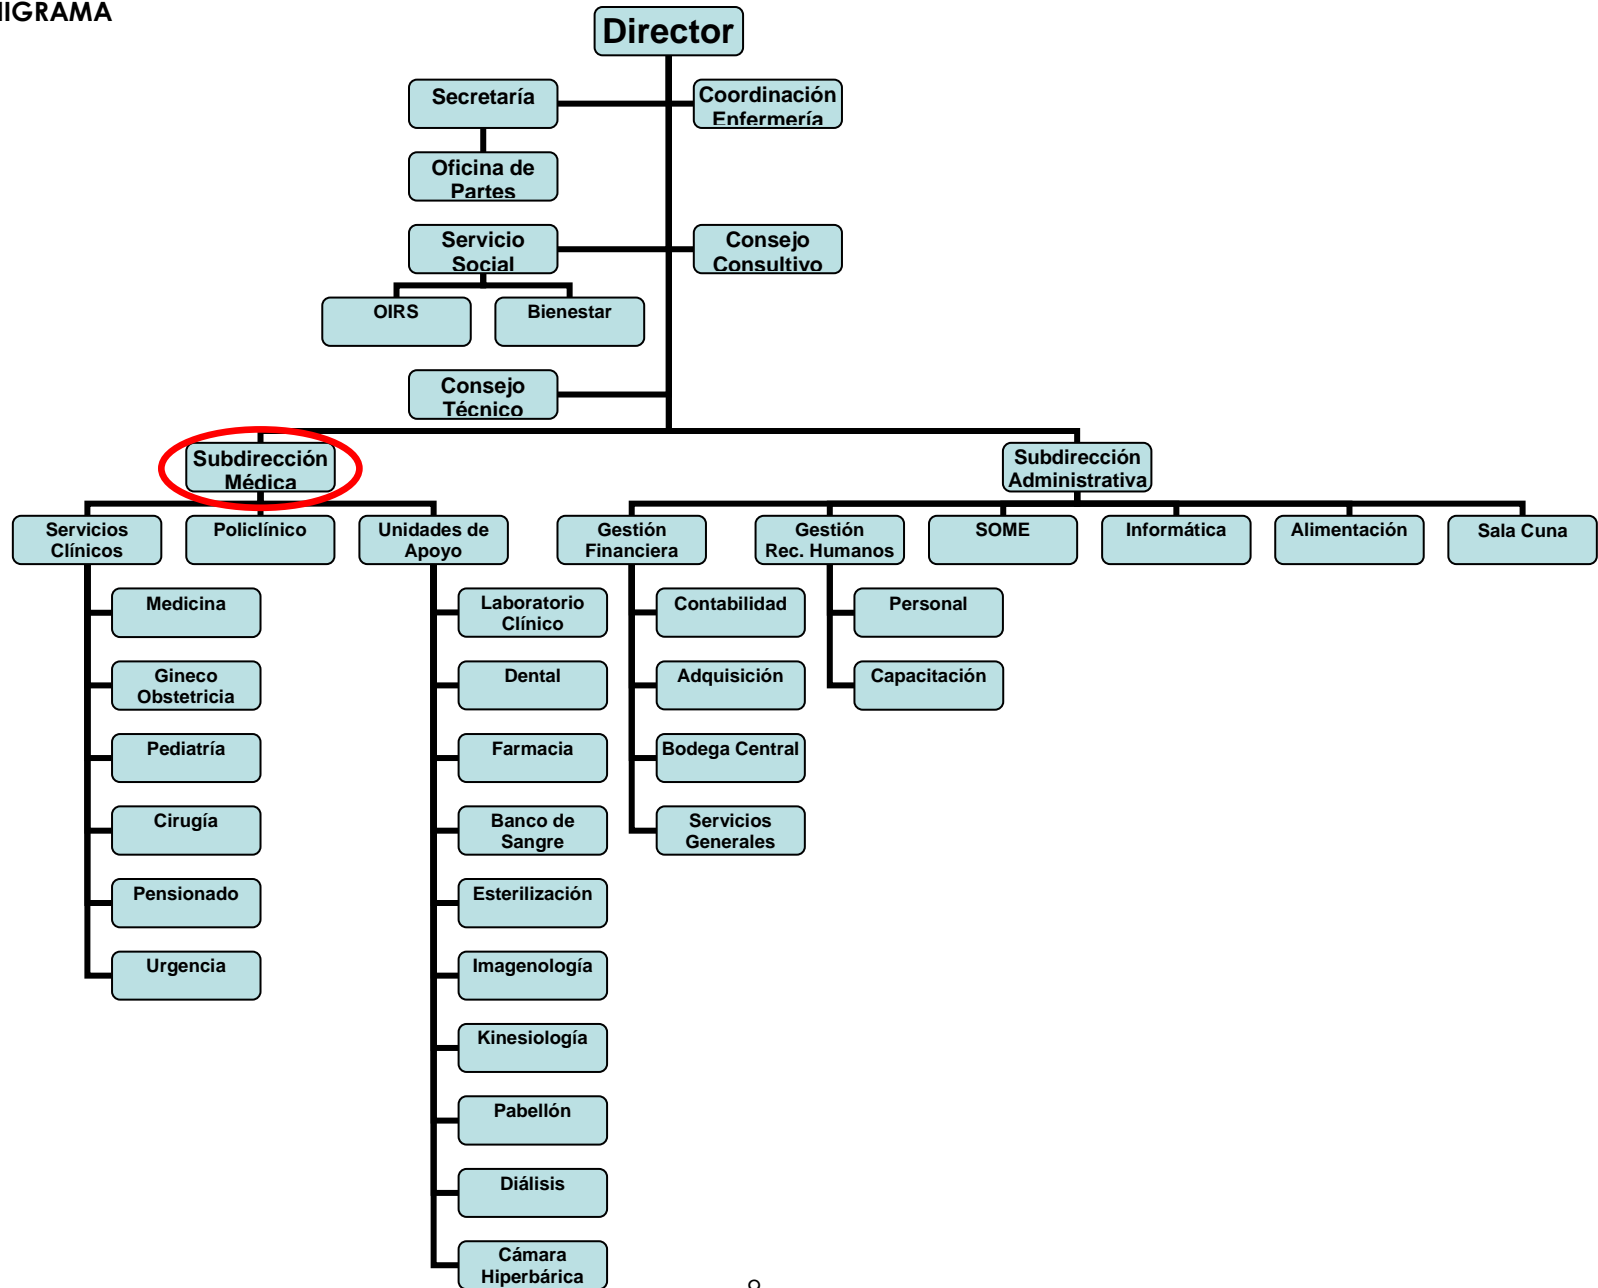 Director
Secretaría
Coordinación
Enfermería
Oficina de
Partes
Servicio
Social
Consejo
Consultivo
OIRS
Bienestar
Consejo
Técnico
Subdirección
Médica
Subdirección
Administrativa
Servicios
Clínicos
Policlínico
Unidades de
Apoyo
Gestión
Financiera
Gestión
Rec. Humanos
SOME
Informática
Alimentación
Sala Cuna
Medicina
Gineco
Obstetricia
Pediatría
Cirugía
Pensionado
Urgencia
Laboratorio
Clínico
Dental
Farmacia
Banco de
Sangre
Esterilización
Imagenología
Kinesiología
Pabellón
Diálisis
Cámara
Hiperbárica
Contabilidad
Adquisición
Bodega Central
Servicios
Generales
Personal
Capacitación